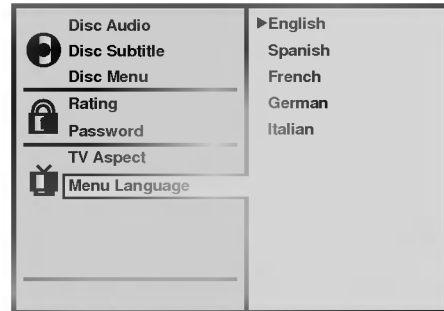 Disc Audio
Disc Subtitle
Disc Menu
Rating
Password
TV Aspect
Menu Language
English
Spanish
French
German
Italian